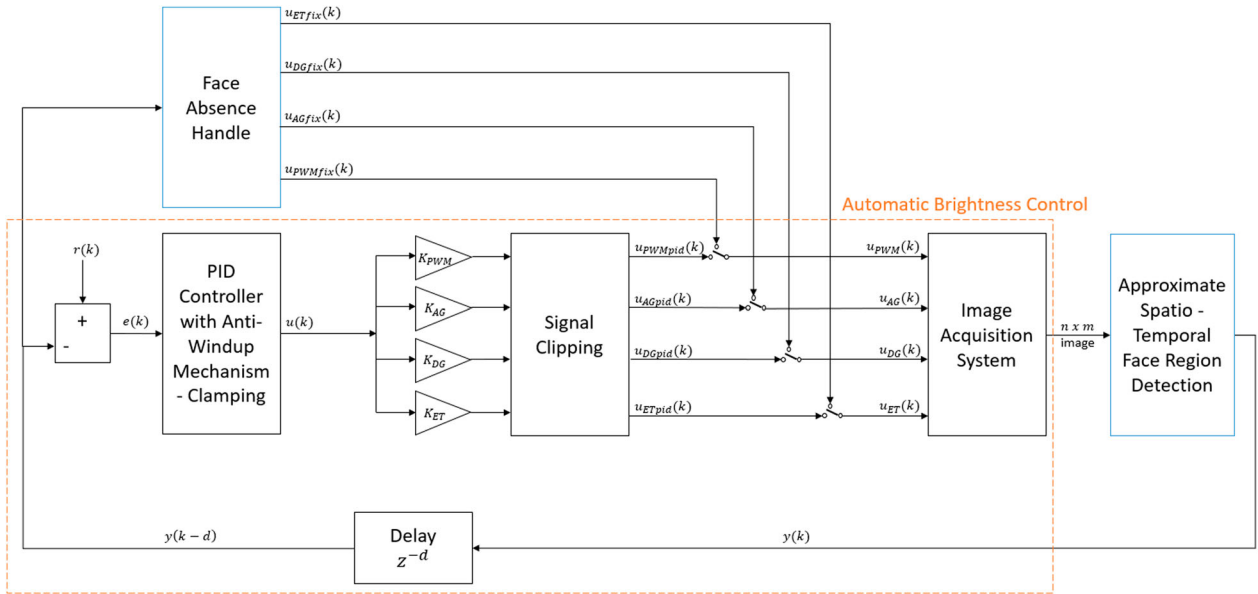 u_ETfix(k)
u_DGfix(k)
Face
Absence
Handle
u_AGfix(k)
u_PWMfix(k)
Automatic Brightness Control
r(k)
+
-
e(k)
PID
Controller
with Anti-
Windup
Mechanism
- Clamping
u(k)
K_PWM
K_AG
K_DG
K_ET
Signal
Clipping
u_PWMpid(k)
u_AGpid(k)
u_DGpid(k)
u_ETpid(k)
u_PWM(k)
u_AG(k)
u_DG(k)
u_ET(k)
Image
Acquisition
System
n x m
image
Approximate
Spatio -
Temporal
Face Region
Detection
y(k-d)
Delay
z^{-d}
y(k)